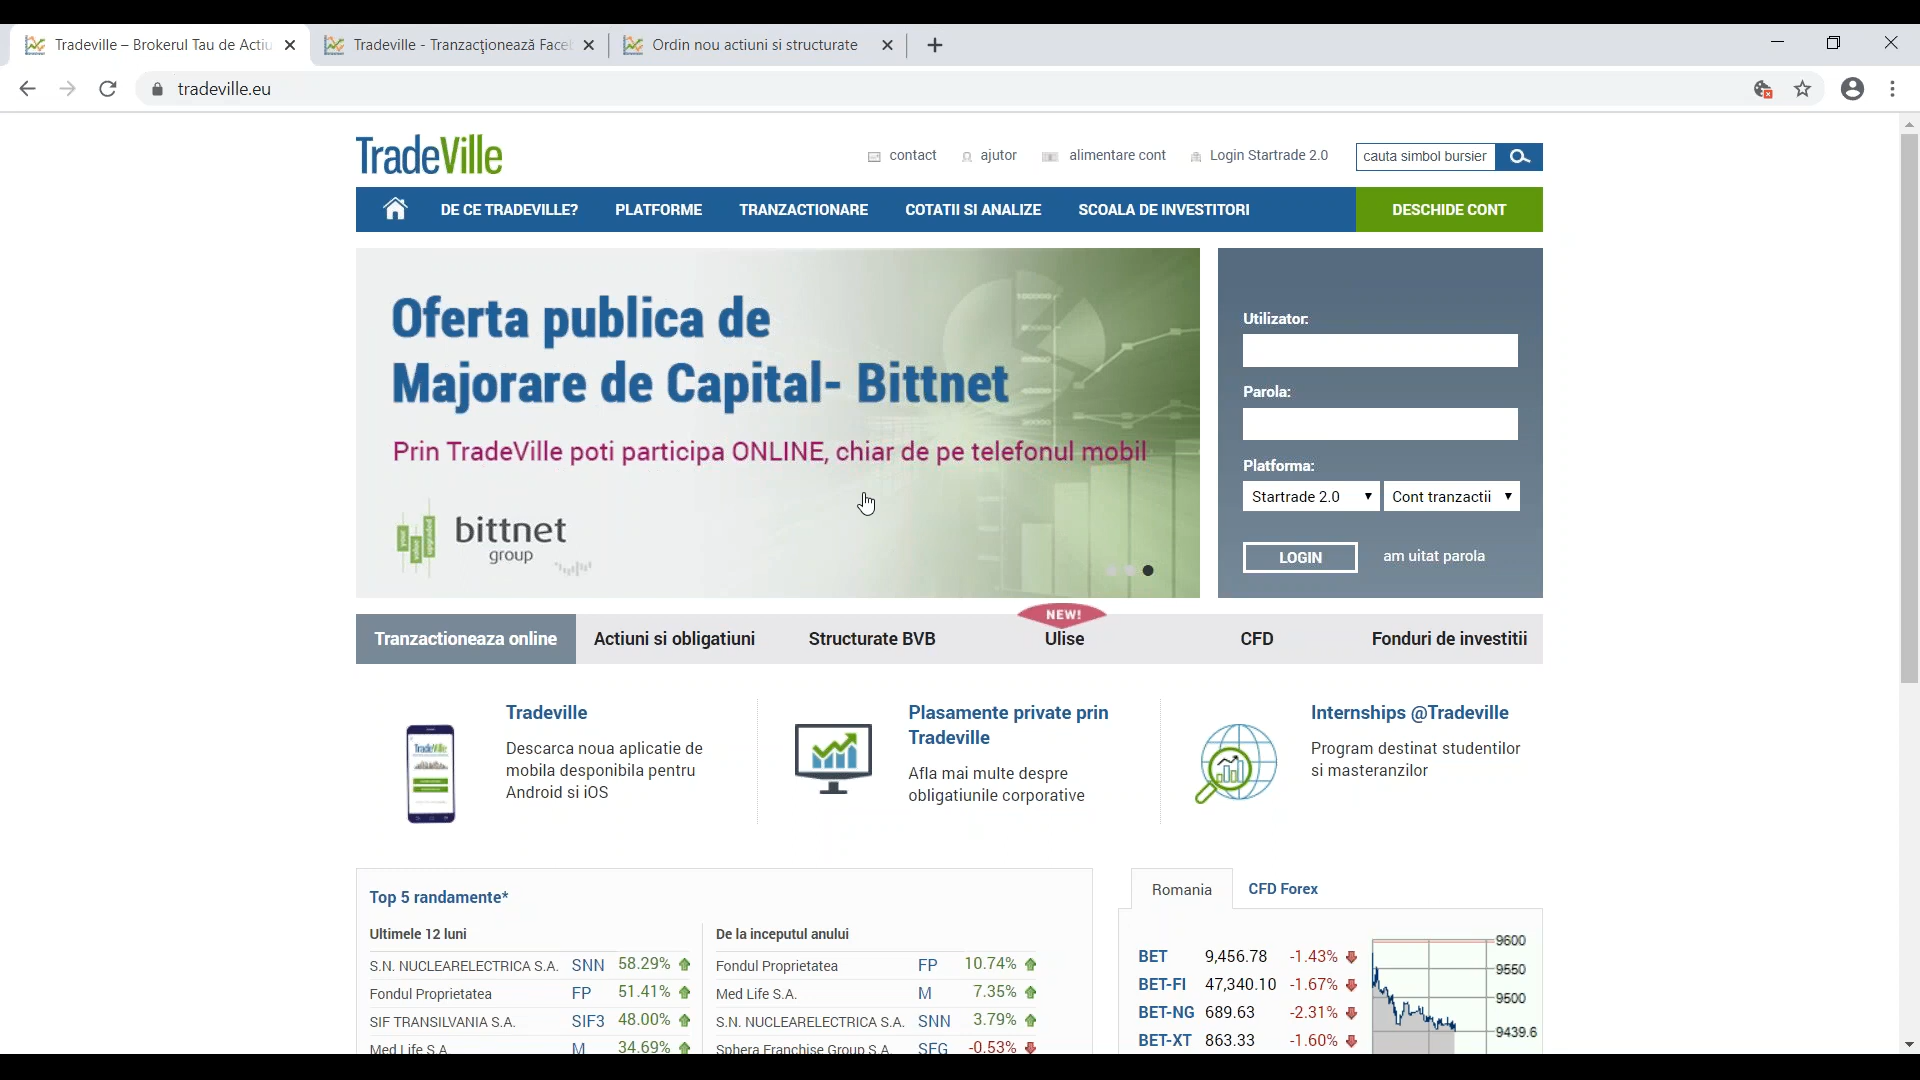 Tradeville – Brokerul Tau de Actiu
Tradeville - Tranzacţionează Faceb
Ordin nou actiuni si structurate
tradeville.eu
TradeVille
contact
ajutor
alimentare cont
Login Startrade 2.0
cauta simbol bursier
DE CE TRADEVILLE?
PLATFORME
TRANZACTIONARE
COTATII SI ANALIZE
SCOALA DE INVESTITORI
DESCHIDE CONT
Oferta publica de
Majorare de Capital- Bittnet
Prin TradeVille poti participa ONLINE, chiar de pe telefonul mobil
bittnet
group
Utilizator:
Parola:
Platforma:
Startrade 2.0
Cont tranzactii
LOGIN
am uitat parola
NEW!
Tranzactioneaza online
Actiuni si obligatiuni
Structurate BVB
Ulise
CFD
Fonduri de investitii
TradeVille
Tradeville
Descarca noua aplicatie de
mobila desponibila pentru
Android si iOS
Plasamente private prin
Tradeville
Afla mai multe despre
obligatiunile corporative
Internships @Tradeville
Program destinat studentilor
si masteranzilor
Top 5 randamente*
Ultimele 12 luni
S.N. NUCLEARELECTRICA S.A. SNN 58.29%
Fondul Proprietatea FP 51.41%
SIF TRANSILVANIA S.A. SIF3 48.00%
Med Life S.A. M 34.69%
De la inceputul anului
Fondul Proprietatea FP 10.74%
Med Life S.A. M 7.35%
S.N. NUCLEARELECTRICA S.A. SNN 3.79%
Sphera Franchise Group S.A. SFG -0.53%
Romania
CFD Forex
BET 9,456.78 -1.43%
BET-FI 47,340.10 -1.67%
BET-NG 689.63 -2.31%
BET-XT 863.33 -1.60%
9600
9550
9500
9439.6